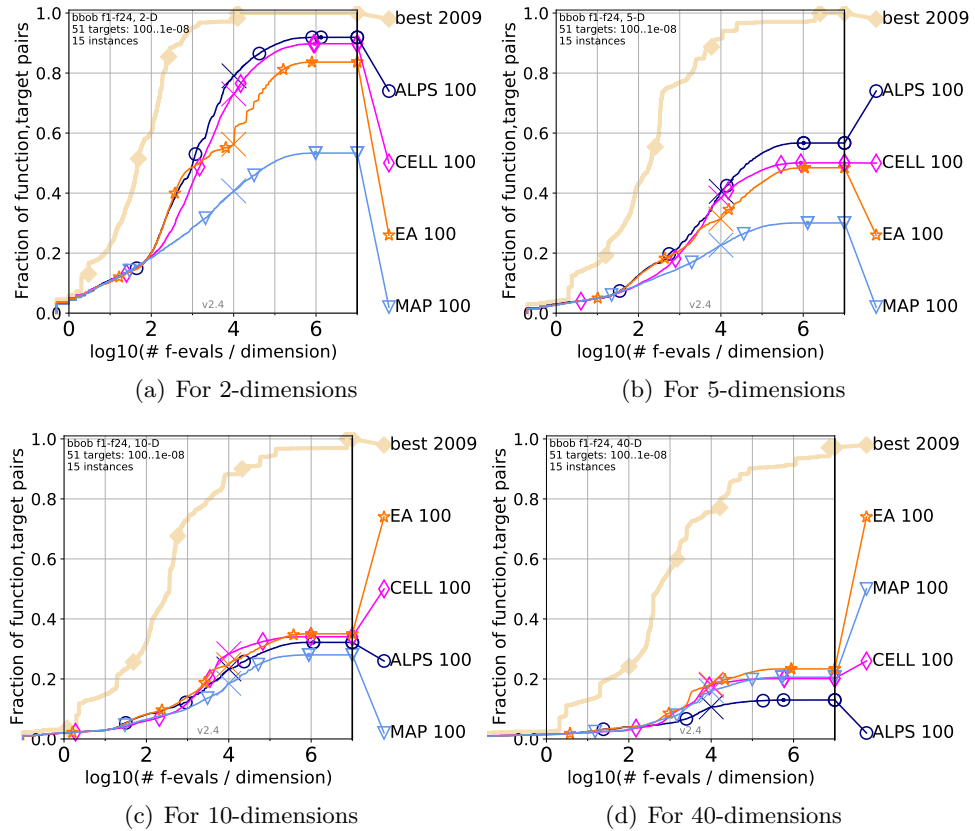 bbob f1-f24, 2-D
51 targets: 100..1e-08
15 instances
Fraction of function,target pairs
1.0
0.8
0.6
0.4
0.2
0.0
0
2
4
6
v2.4
log10(# f-evals / dimension)
best 2009
ALPS 100
CELL 100
EA 100
MAP 100
(a) For 2-dimensions
bbob f1-f24, 5-D
51 targets: 100..1e-08
15 instances
Fraction of function,target pairs
1.0
0.8
0.6
0.4
0.2
0.0
0
2
4
6
v2.4
log10(# f-evals / dimension)
best 2009
ALPS 100
CELL 100
EA 100
MAP 100
(b) For 5-dimensions
bbob f1-f24, 10-D
51 targets: 100..1e-08
15 instances
Fraction of function,target pairs
1.0
0.8
0.6
0.4
0.2
0.0
0
2
4
6
v2.4
log10(# f-evals / dimension)
best 2009
EA 100
CELL 100
ALPS 100
MAP 100
(c) For 10-dimensions
bbob f1-f24, 40-D
51 targets: 100..1e-08
15 instances
Fraction of function,target pairs
1.0
0.8
0.6
0.4
0.2
0.0
0
2
4
6
v2.4
log10(# f-evals / dimension)
best 2009
EA 100
MAP 100
CELL 100
ALPS 100
(d) For 40-dimensions